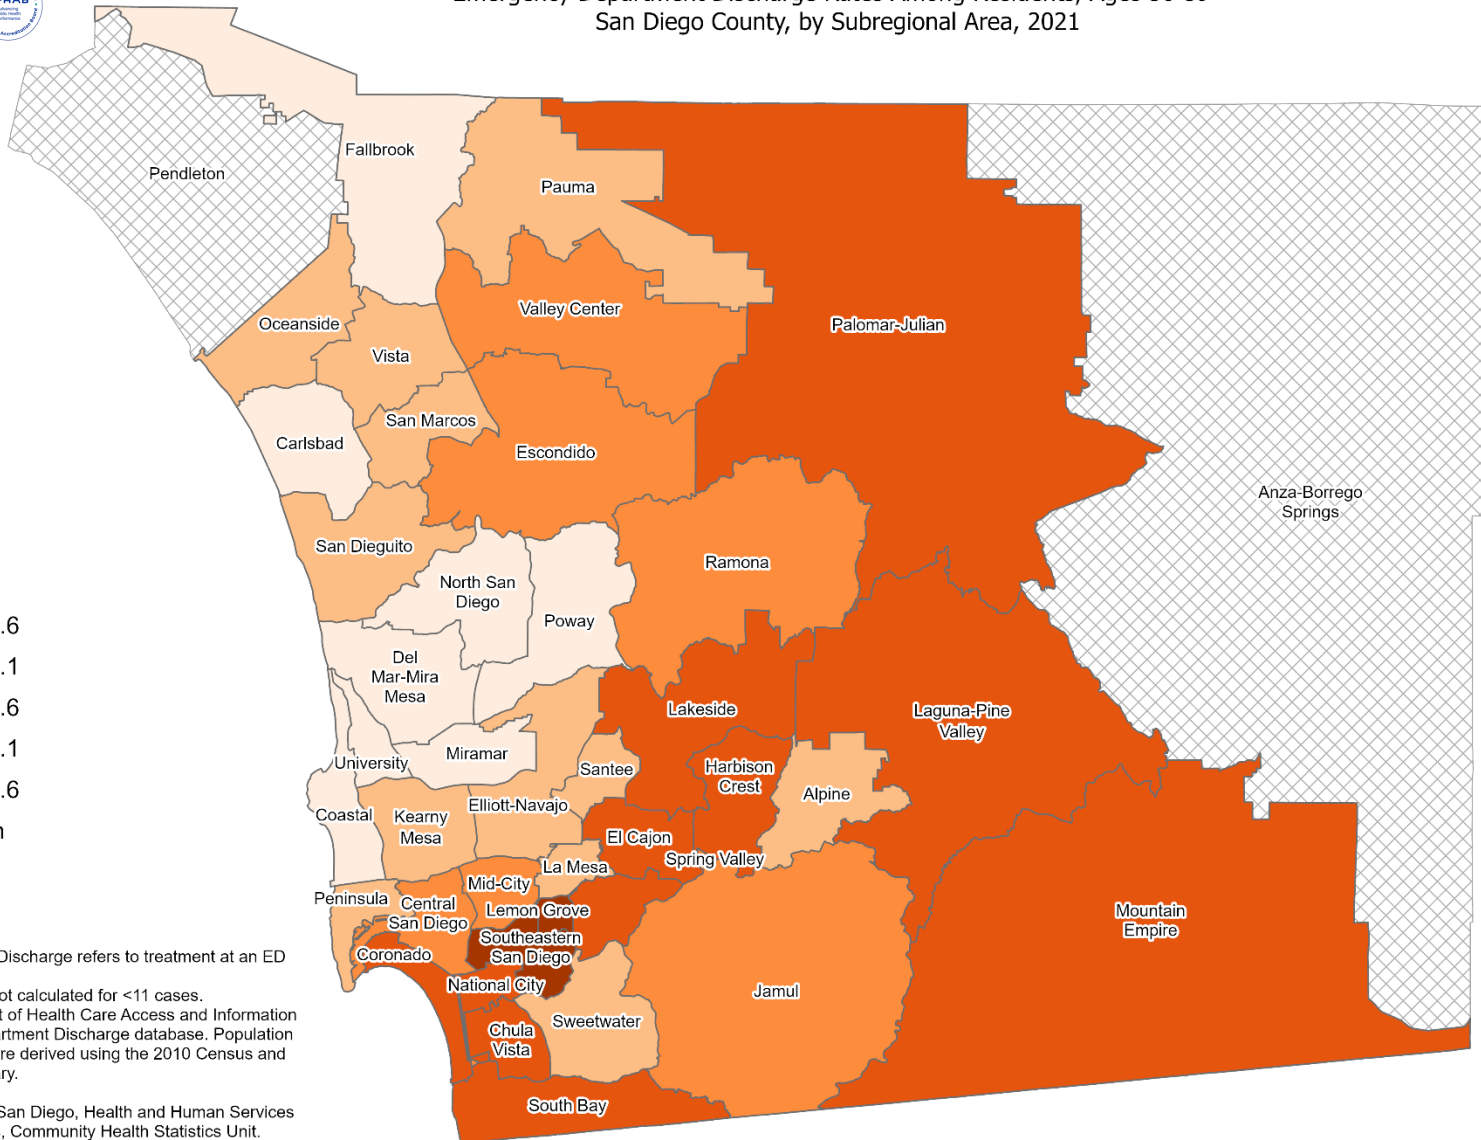 San Diego County, by Subregional Area, 2021
Fallbrook
Pendleton
Pauma
Valley Center
Oceanside
Palomar-Julian
Vista
San Marcos
Carlsbad
Escondido
Anza-Borrego
Springs
San Dieguito
Ramona
North San
Diego
Poway
.6
Del
Mar-Mira
Mesa
.1
.6
Lakeside
Laguna-Pine
Valley
.1
Miramar
University
Santee
Harbison
Crest
.6
Alpine
Elliott-Navajo
Coastal
Kearny
Mesa
El Cajon
Spring Valley
La Mesa
Mid-City
Peninsula
Central
San Diego
Lemon Grove
Mountain
Empire
Southeastern
San Diego
Coronado
National City
Jamul
Sweetwater
Chula
Vista
South Bay
Discharge refers to treatment at an ED
ot calculated for <11 cases.
t of Health Care Access and Information
artment Discharge database. Population
re derived using the 2010 Census and
ary.
San Diego, Health and Human Services
, Community Health Statistics Unit.